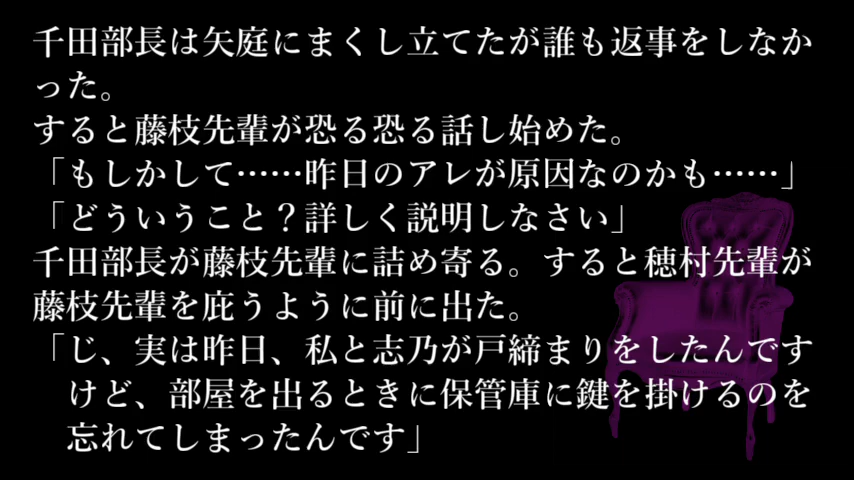 千田部長は矢庭にまくし立てたが誰も返事をしなか
った。
すると藤枝先輩が恐る恐る話し始めた。
「もしかして……昨日のアレが原因なのかも……」
「どういうこと？詳しく説明しなさい」
千田部長が藤枝先輩に詰め寄る。すると穂村先輩が
藤枝先輩を庇うように前に出た。
「じ、実は昨日、私と志乃が戸締まりをしたんです
けど、部屋を出るときに保管庫に鍵を掛けるのを
忘れてしまったんです」